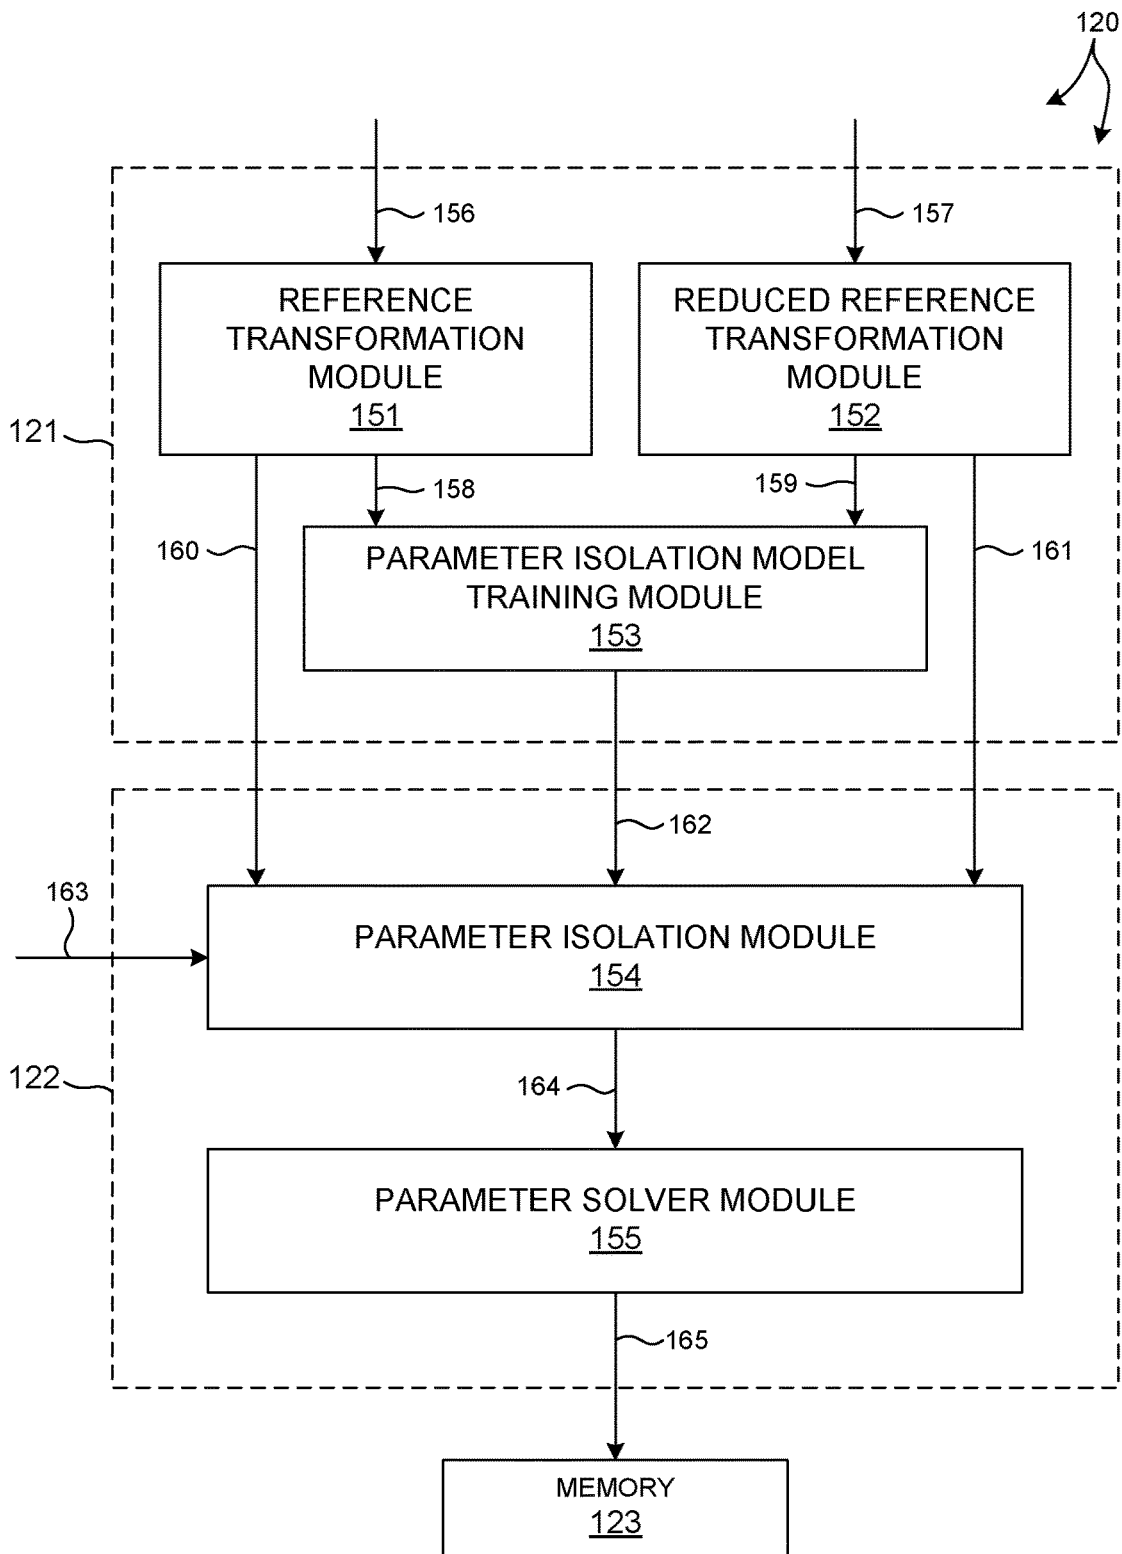 120
156
157
REFERENCE
TRANSFORMATION
MODULE
151
REDUCED REFERENCE
TRANSFORMATION
MODULE
152
121
158
159
160
161
PARAMETER ISOLATION MODEL
TRAINING MODULE
153
162
163
PARAMETER ISOLATION MODULE
154
122
164
PARAMETER SOLVER MODULE
155
165
MEMORY
123